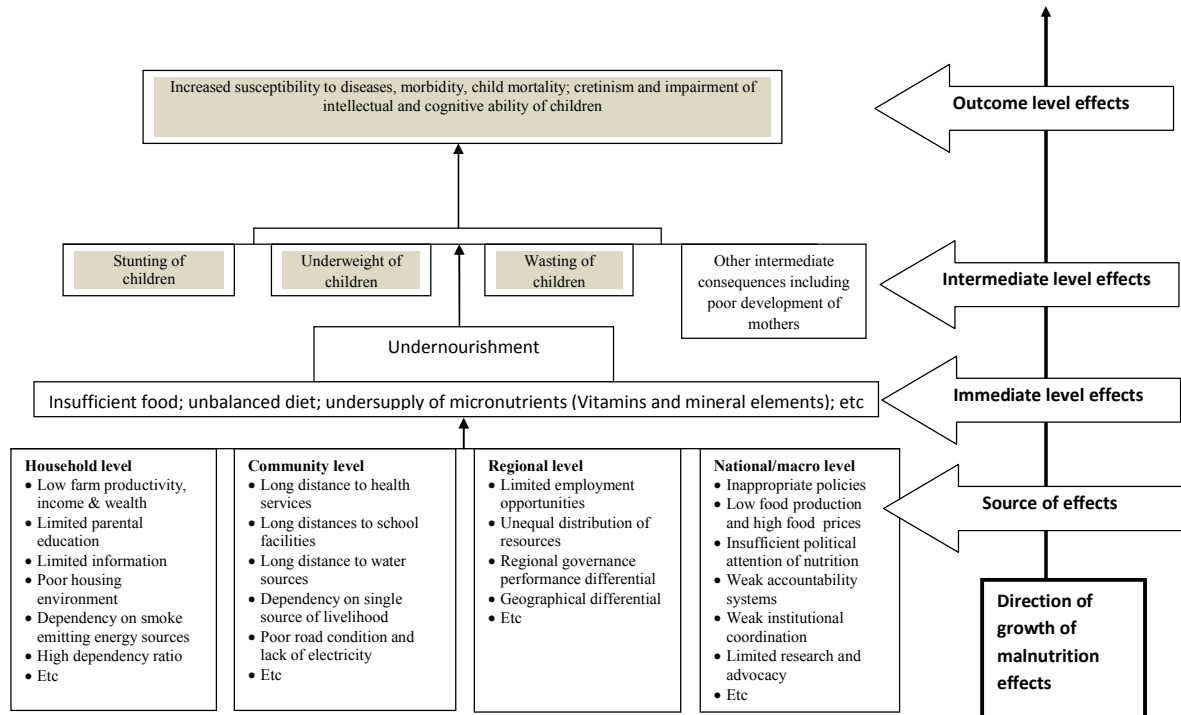 Increased susceptibility to diseases, morbidity, child mortality; cretinism and impairment of
intellectual and cognitive ability of children
Outcome level effects
Stunting of
children
Underweight of
children
Wasting of
children
Other intermediate
consequences including
poor development of
mothers
Intermediate level effects
Undernourishment
Insufficient food; unbalanced diet; undersupply of micronutrients (Vitamins and mineral elements); etc
Immediate level effects
Household level
• Low farm productivity,
income & wealth
• Limited parental
education
• Limited information
• Poor housing
environment
• Dependency on smoke
emitting energy sources
• High dependency ratio
• Etc
Community level
• Long distance to health
services
• Long distances to school
facilities
• Long distance to water
sources
• Dependency on single
source of livelihood
• Poor road condition and
lack of electricity
• Etc
Regional level
• Limited employment
opportunities
• Unequal distribution of
resources
• Regional governance
performance differential
• Geographical differential
• Etc
National/macro level
• Inappropriate policies
• Low food production
and high food prices
• Insufficient political
attention of nutrition
• Weak accountability
systems
• Weak institutional
coordination
• Limited research and
advocacy
• Etc
Source of effects
Direction of
growth of
malnutrition
effects